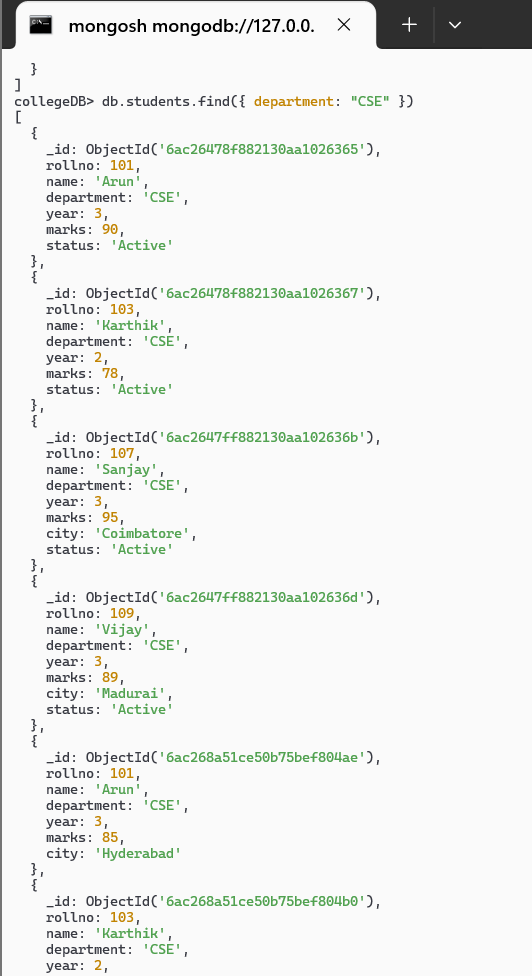 mongosh mongodb://127.0.0.
  }
]
collegeDB> db.students.find({ department: "CSE" })
[
  {
    _id: ObjectId('6ac26478f882130aa1026365'),
    rollno: 101,
    name: 'Arun',
    department: 'CSE',
    year: 3,
    marks: 90,
    status: 'Active'
  },
  {
    _id: ObjectId('6ac26478f882130aa1026367'),
    rollno: 103,
    name: 'Karthik',
    department: 'CSE',
    year: 2,
    marks: 78,
    status: 'Active'
  },
  {
    _id: ObjectId('6ac2647ff882130aa102636b'),
    rollno: 107,
    name: 'Sanjay',
    department: 'CSE',
    year: 3,
    marks: 95,
    city: 'Coimbatore',
    status: 'Active'
  },
  {
    _id: ObjectId('6ac2647ff882130aa102636d'),
    rollno: 109,
    name: 'Vijay',
    department: 'CSE',
    year: 3,
    marks: 89,
    city: 'Madurai',
    status: 'Active'
  },
  {
    _id: ObjectId('6ac268a51ce50b75bef804ae'),
    rollno: 101,
    name: 'Arun',
    department: 'CSE',
    year: 3,
    marks: 85,
    city: 'Hyderabad'
  },
  {
    _id: ObjectId('6ac268a51ce50b75bef804b0'),
    rollno: 103,
    name: 'Karthik',
    department: 'CSE',
    year: 2,